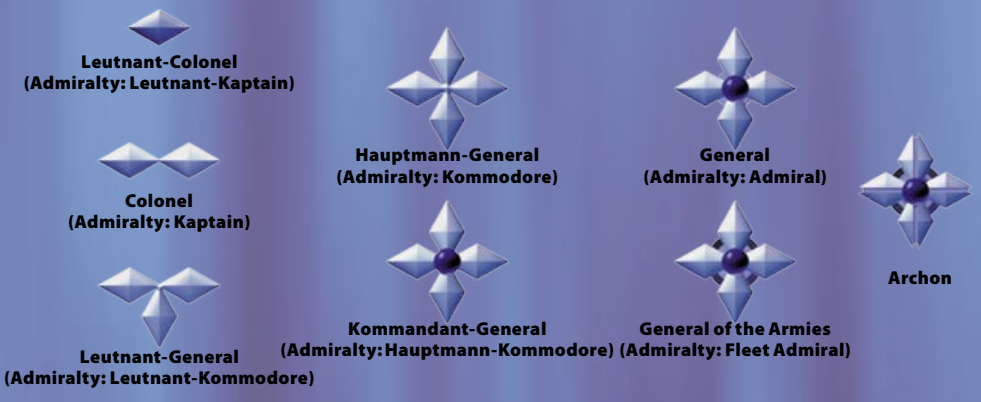 Leutnant-Colonel
(Admiralty: Leutnant-Kaptain)
Colonel
(Admiralty: Kaptain)
Leutnant-General
(Admiralty: Leutnant-Kommodore)
Hauptmann-General
(Admiralty: Kommodore)
Kommandant-General
(Admiralty: Hauptmann-Kommodore)
General
(Admiralty: Admiral)
General of the Armies
(Admiralty: Fleet Admiral)
Archon